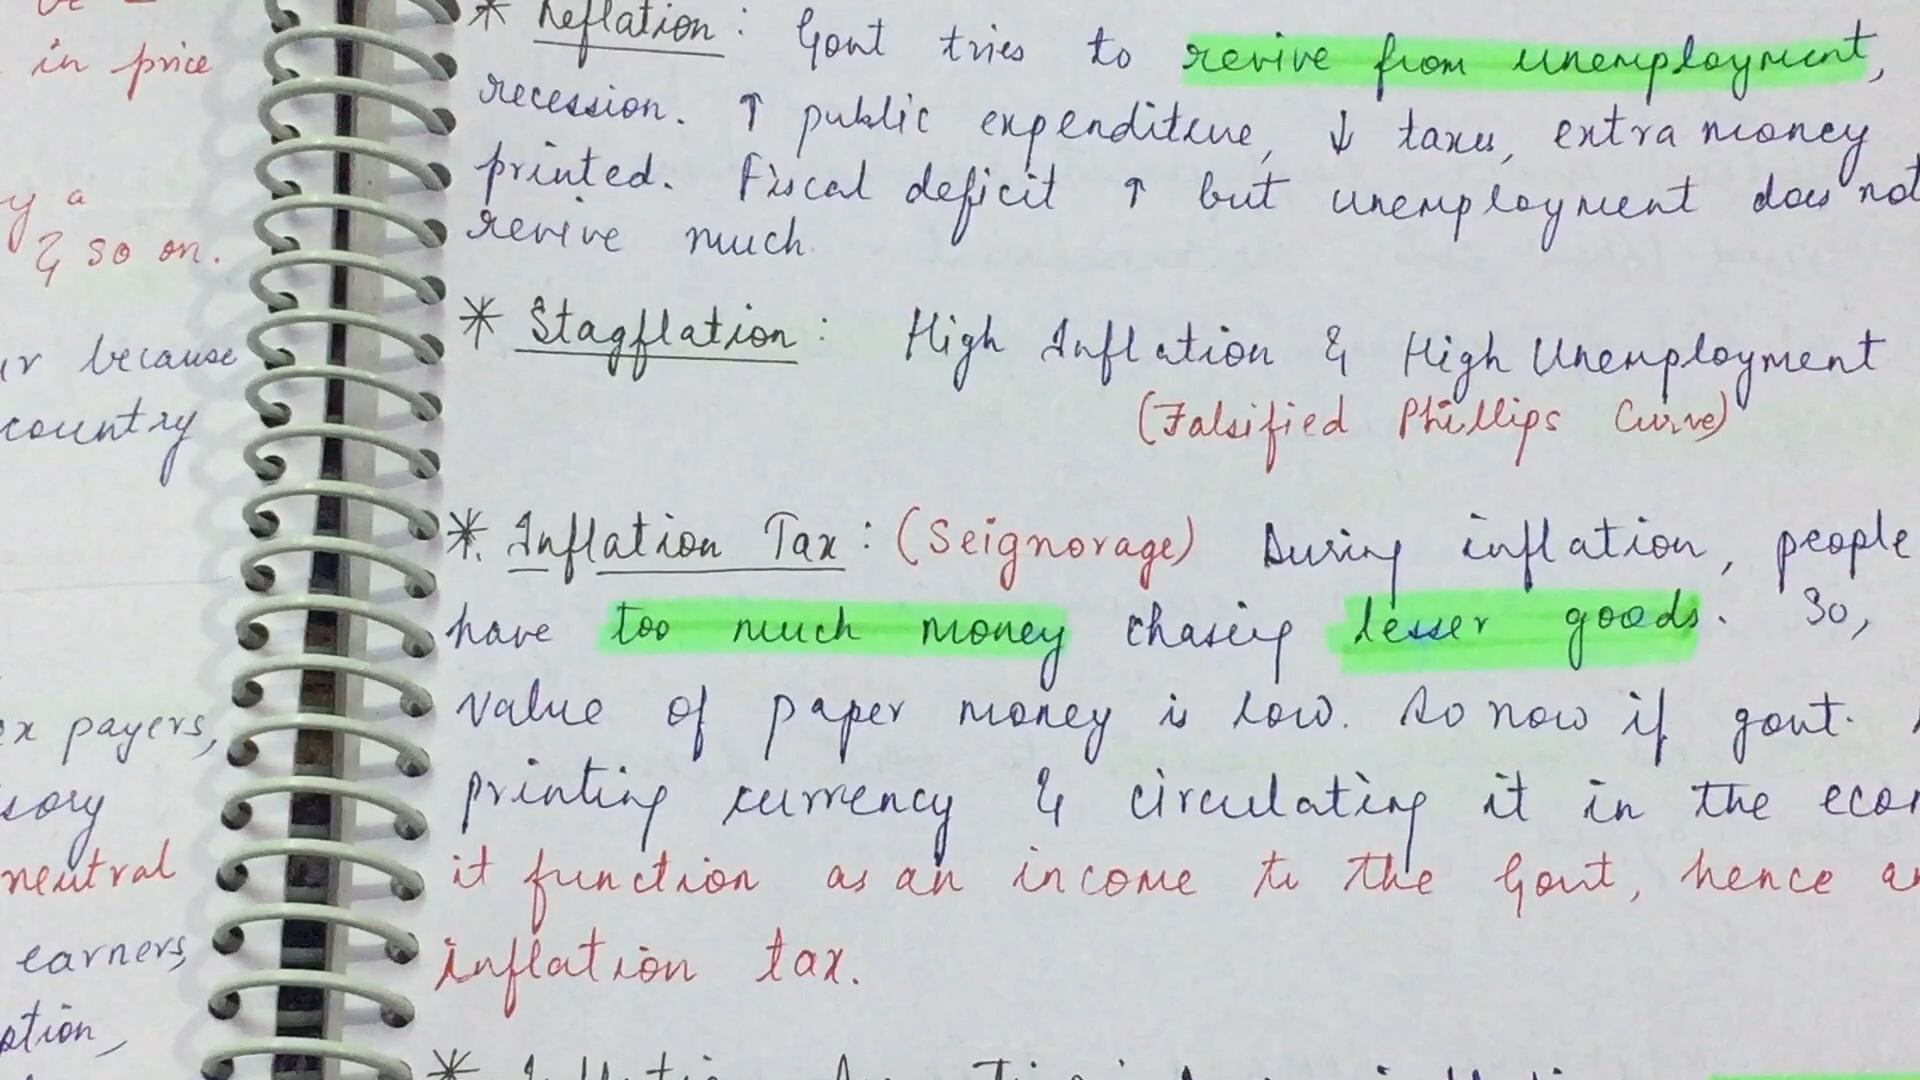 in price
y a
& so on.
because
country
payers,
neutral
earners,
* Reflation : Govt tries to revive from unemployment,
recession. ↑ public expenditure, ↓ taxes, extra money
printed. Fiscal deficit ↑ but unemployment does not
revive much.
* Stagflation : High Inflation & High Unemployment
(Falsified Phillips Curve)
* Inflation Tax : (Seignorage) During inflation, people
have too much money chasing lesser goods. So,
value of paper money is low. So now if govt.
printing currency & circulating it in the
it function as an income to the Govt, hence
inflation tax.